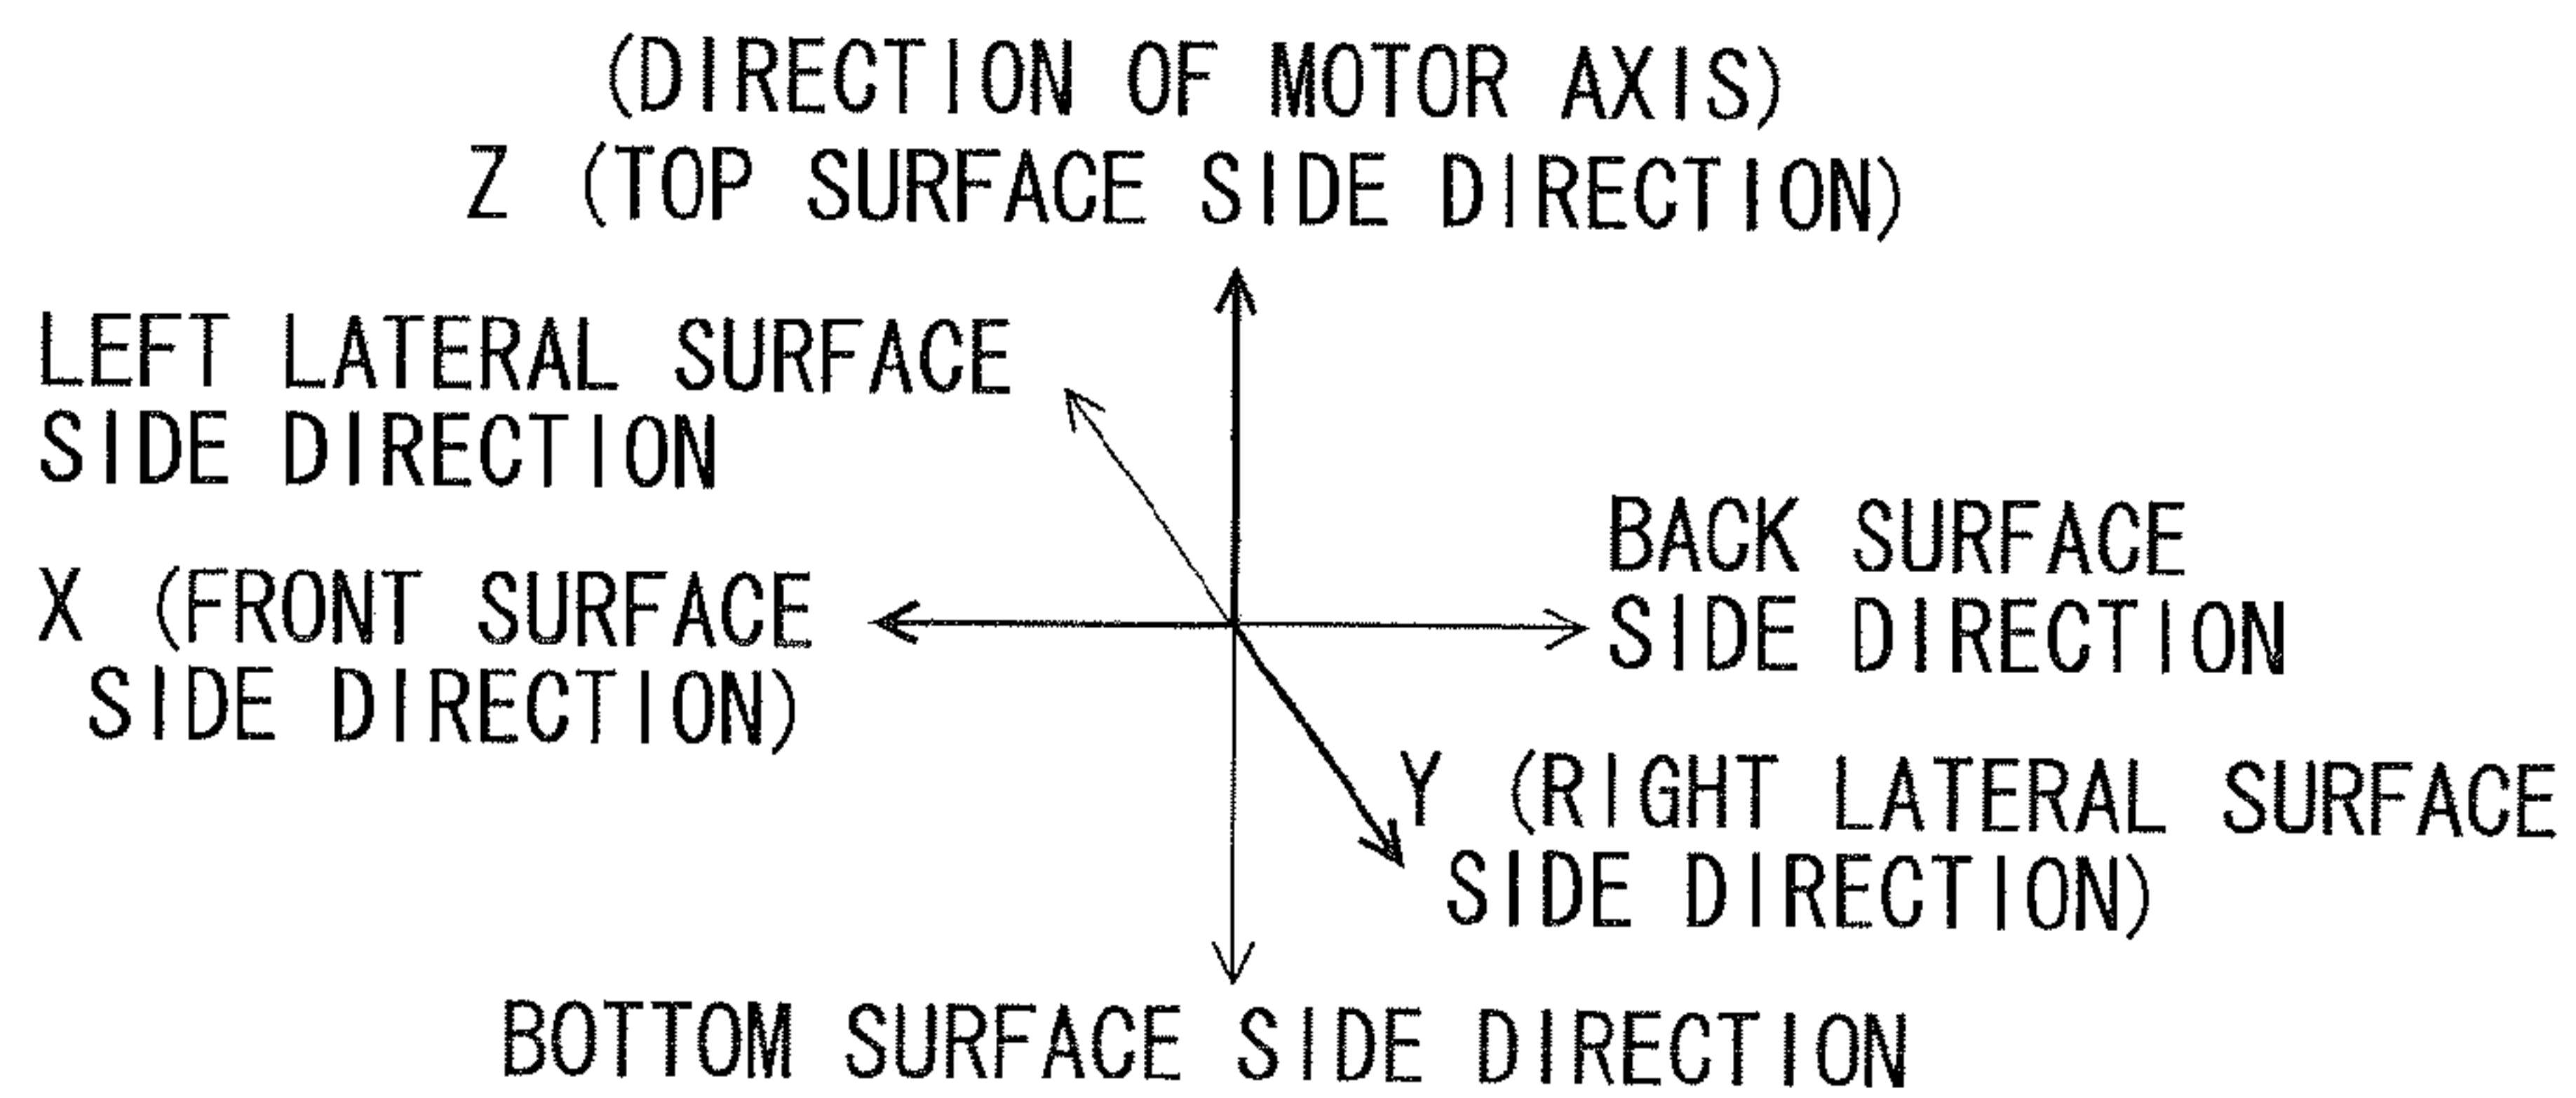 (DIRECTION OF MOTOR AXIS)
Z (TOP SURFACE SIDE DIRECTION)
LEFT LATERAL SURFACE
SIDE DIRECTION
BACK SURFACE
SIDE DIRECTION
X (FRONT SURFACE
SIDE DIRECTION)
Y (RIGHT LATERAL SURFACE
SIDE DIRECTION)
BOTTOM SURFACE SIDE DIRECTION